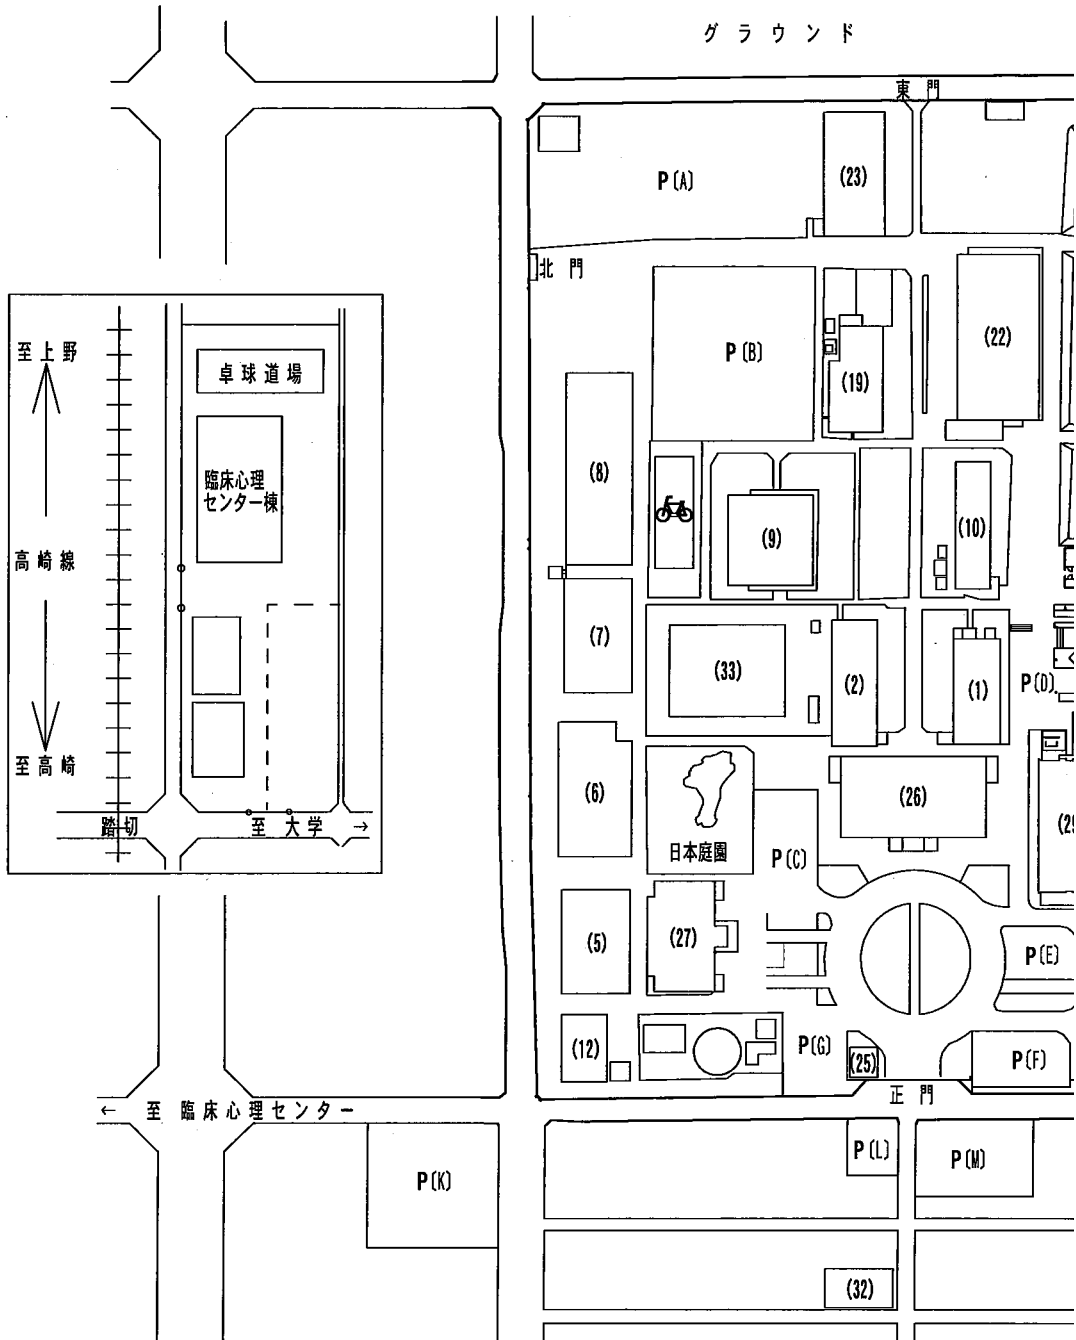 グラウンド
東門
P(A)
(23)
北門
P(B)
(22)
(19)
至上野
卓球道場
臨床心理
センター棟
(8)
(9)
(10)
高崎線
(7)
(33)
(2)
(1)
P(D)
至高崎
(6)
(26)
踏切
至 大学 →
日本庭園
P(C)
(5)
(27)
P(E)
(12)
P(G)
(25)
P(F)
正門
← 至 臨床心理センター
P(L)
P(M)
P(K)
(32)